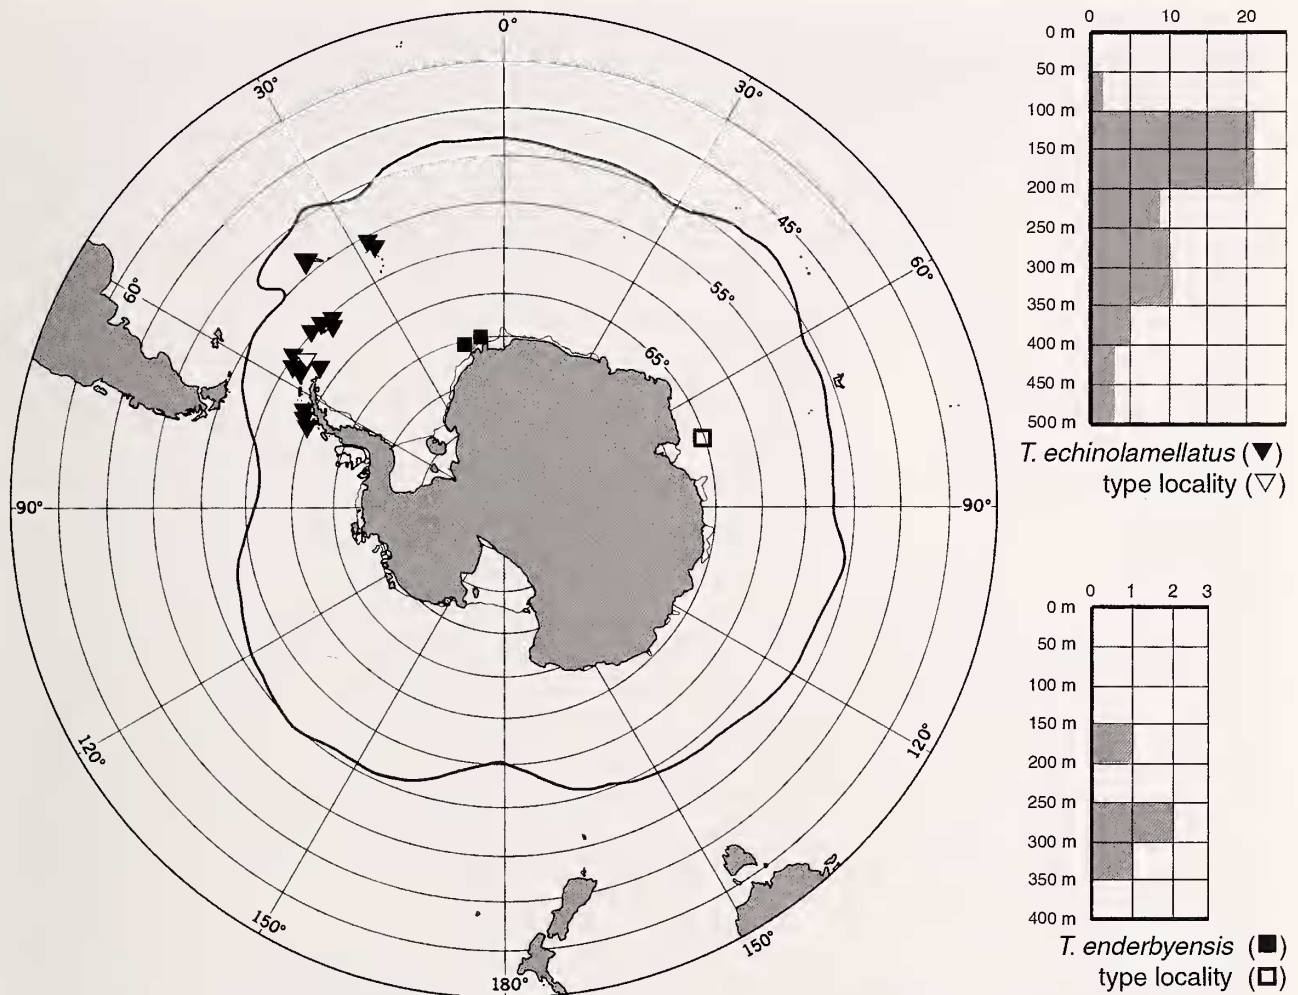 0°
30°
30°
60°
45°
60°
55°
65°
90°
90°
120°
120°
150°
150°
180°
0 10 20
0 m
50 m
100 m
150 m
200 m
250 m
300 m
350 m
400 m
450 m
500 m
T. echinolamellatus (▼)
type locality (▽)
0 1 2 3
0 m
50 m
100 m
150 m
200 m
250 m
300 m
350 m
400 m
T. enderbyensis (■)
type locality (□)